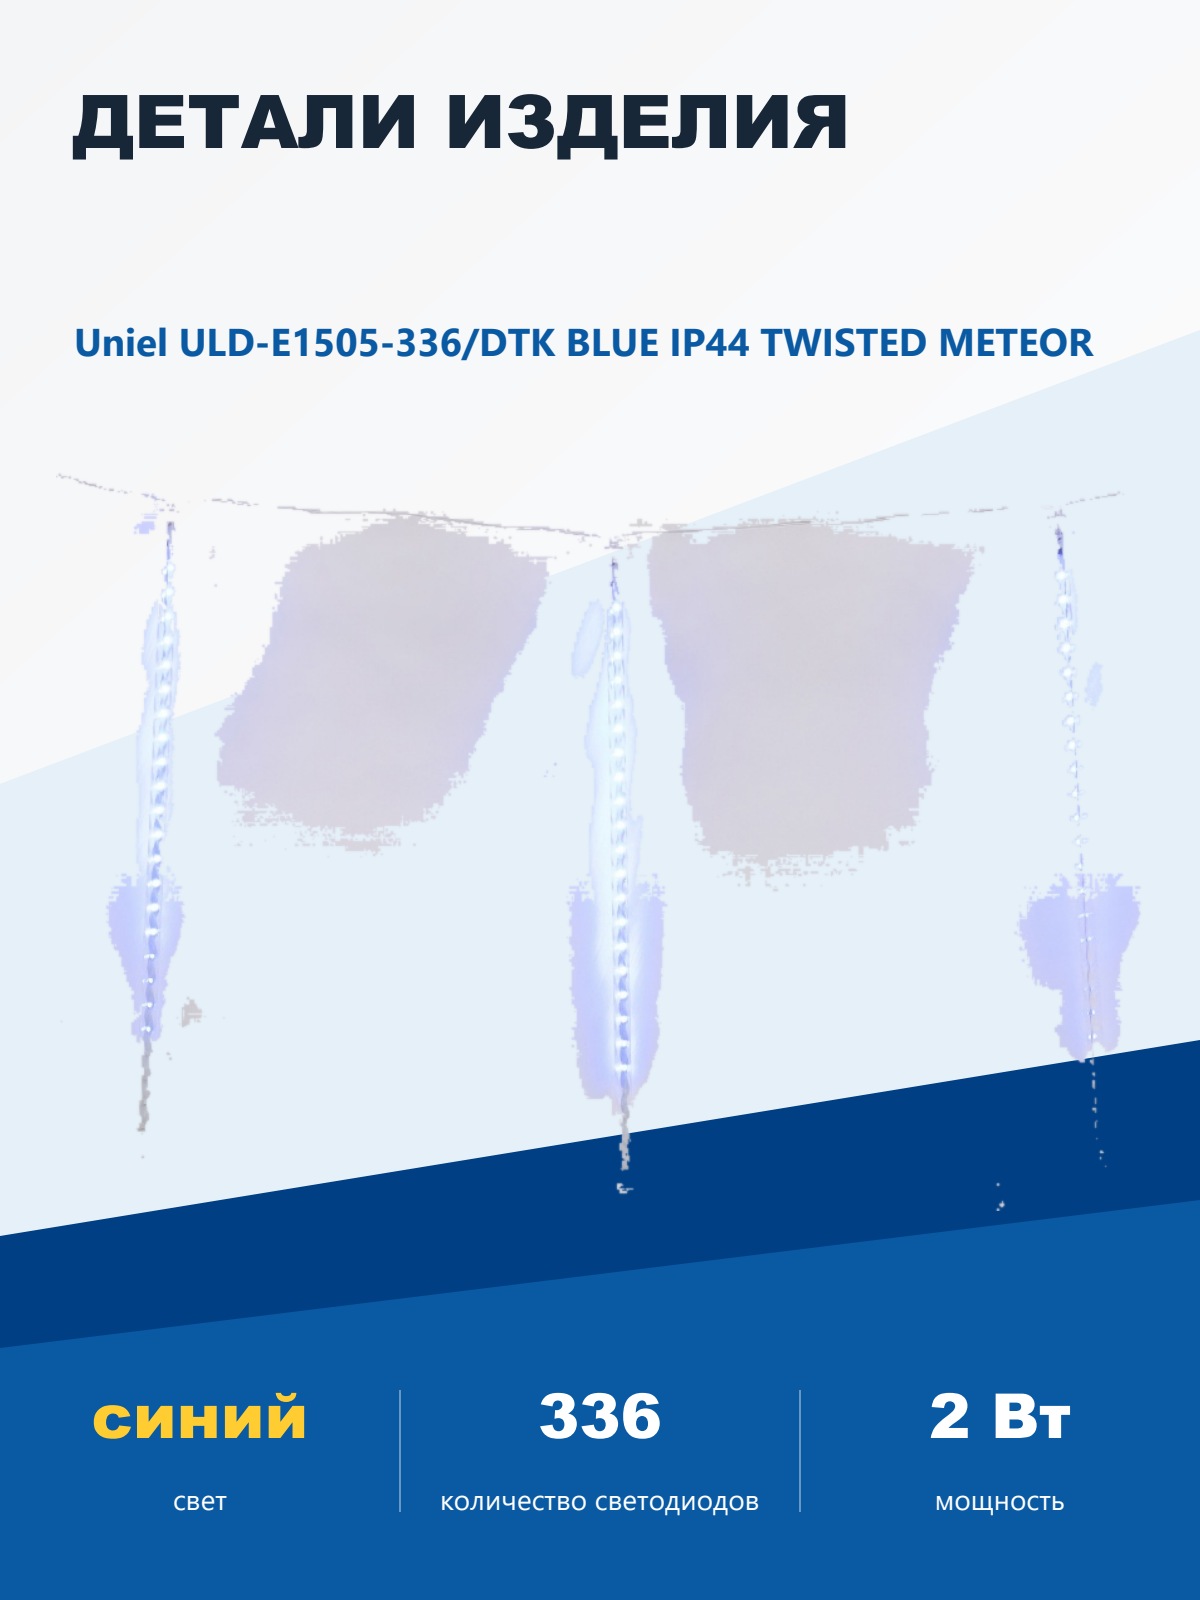 ДЕТАЛИ ИЗДЕЛИЯ
Uniel ULD-E1505-336/DTK BLUE IP44 TWISTED METEOR
синий
свет
336
количество светодиодов
2 Вт
мощность